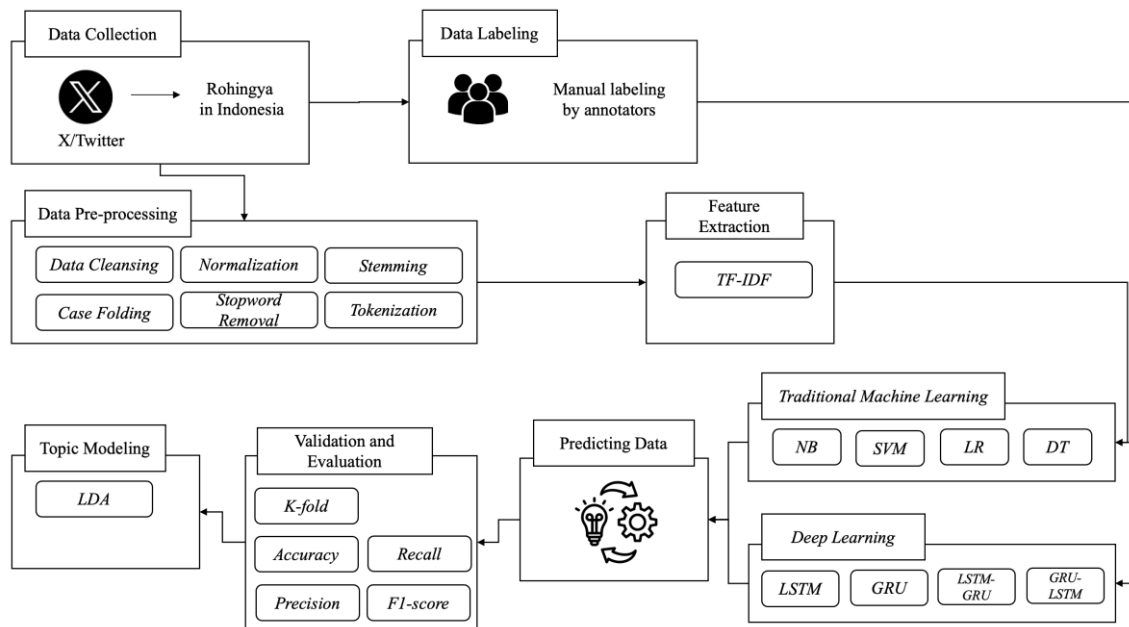 Data Collection
X/Twitter
Rohingya
in Indonesia
Data Labeling
Manual labeling
by annotators
Data Pre-processing
Data Cleansing
Normalization
Stemming
Case Folding
Stopword
Removal
Tokenization
Feature
Extraction
TF-IDF
Traditional Machine Learning
NB
SVM
LR
DT
Deep Learning
LSTM
GRU
LSTM-
GRU
GRU-
LSTM
Predicting Data
Validation and
Evaluation
K-fold
Accuracy
Recall
Precision
F1-score
Topic Modeling
LDA